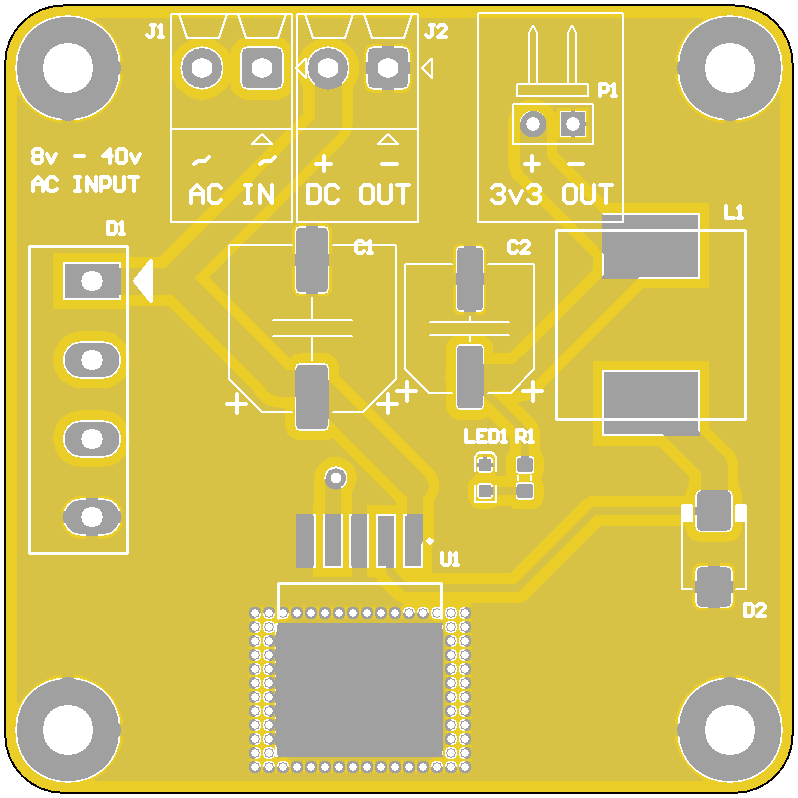 J1
J2
P1
8v - 40v
AC INPUT
~ ~
+ -
+ -
AC IN
DC OUT
3v3 OUT
L1
D1
C1
C2
+ +
+ +
LED1 R1
U1
D2